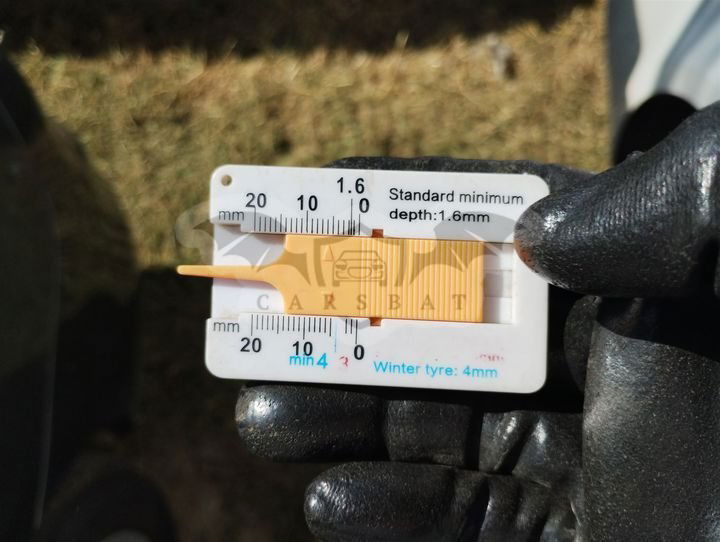 1.6
20 10 0
mm
Standard minimum
depth:1.6mm
CARSBAT
mm
20 10 0
min4 3
Winter tyre: 4mm